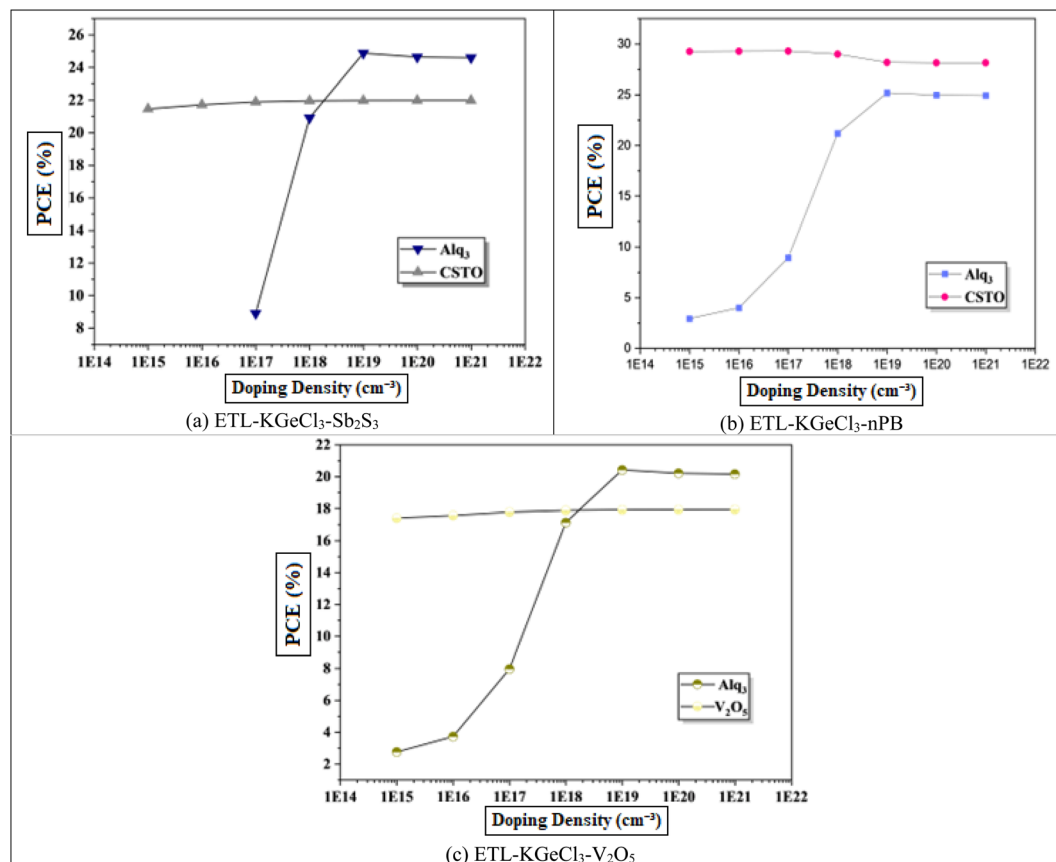 26
24
22
20
18
16
14
12
10
8
PCE (%)
Alq₃
CSTO
1E14 1E15 1E16 1E17 1E18 1E19 1E20 1E21 1E22
Doping Density (cm⁻³)
(a) ETL-KGeCl₃-Sb₂S₃
30
25
20
15
10
5
0
PCE (%)
Alq₃
CSTO
1E14 1E15 1E16 1E17 1E18 1E19 1E20 1E21 1E22
Doping Density (cm⁻³)
(b) ETL-KGeCl₃-nPB
22
20
18
16
14
12
10
8
6
4
2
PCE (%)
Alq₃
V₂O₅
1E14 1E15 1E16 1E17 1E18 1E19 1E20 1E21 1E22
Doping Density (cm⁻³)
(c) ETL-KGeCl₃-V₂O₅